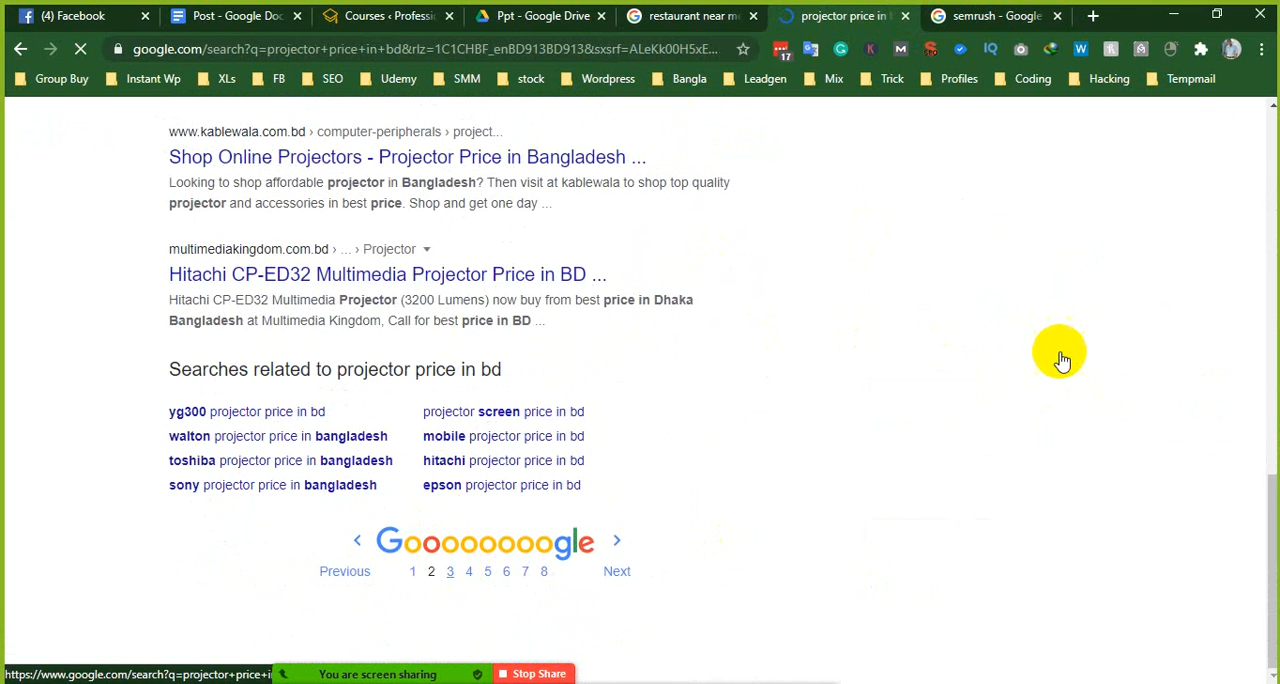 (4) Facebook
Post - Google Doc
Courses ‹ Professi
Ppt - Google Drive
restaurant near m
projector price in b
semrush - Google
google.com/search?q=projector+price+in+bd&rlz=1C1CHBF_enBD913BD913&sxsrf=ALeKk00H5xE...
17
Group Buy Instant Wp XLs FB SEO Udemy SMM stock Wordpress Bangla Leadgen Mix Trick Profiles Coding Hacking Tempmail
www.kablewala.com.bd › computer-peripherals › project...
Shop Online Projectors - Projector Price in Bangladesh ...
Looking to shop affordable projector in Bangladesh? Then visit at kablewala to shop top quality
projector and accessories in best price. Shop and get one day ...
multimediakingdom.com.bd › ... › Projector
Hitachi CP-ED32 Multimedia Projector Price in BD ...
Hitachi CP-ED32 Multimedia Projector (3200 Lumens) now buy from best price in Dhaka
Bangladesh at Multimedia Kingdom, Call for best price in BD ...
Searches related to projector price in bd
yg300 projector price in bd
projector screen price in bd
walton projector price in bangladesh
mobile projector price in bd
toshiba projector price in bangladesh
hitachi projector price in bd
sony projector price in bangladesh
epson projector price in bd
Goooooooogle
Previous 1 2 3 4 5 6 7 8 Next
https://www.google.com/search?q=projector+price+i
You are screen sharing
Stop Share